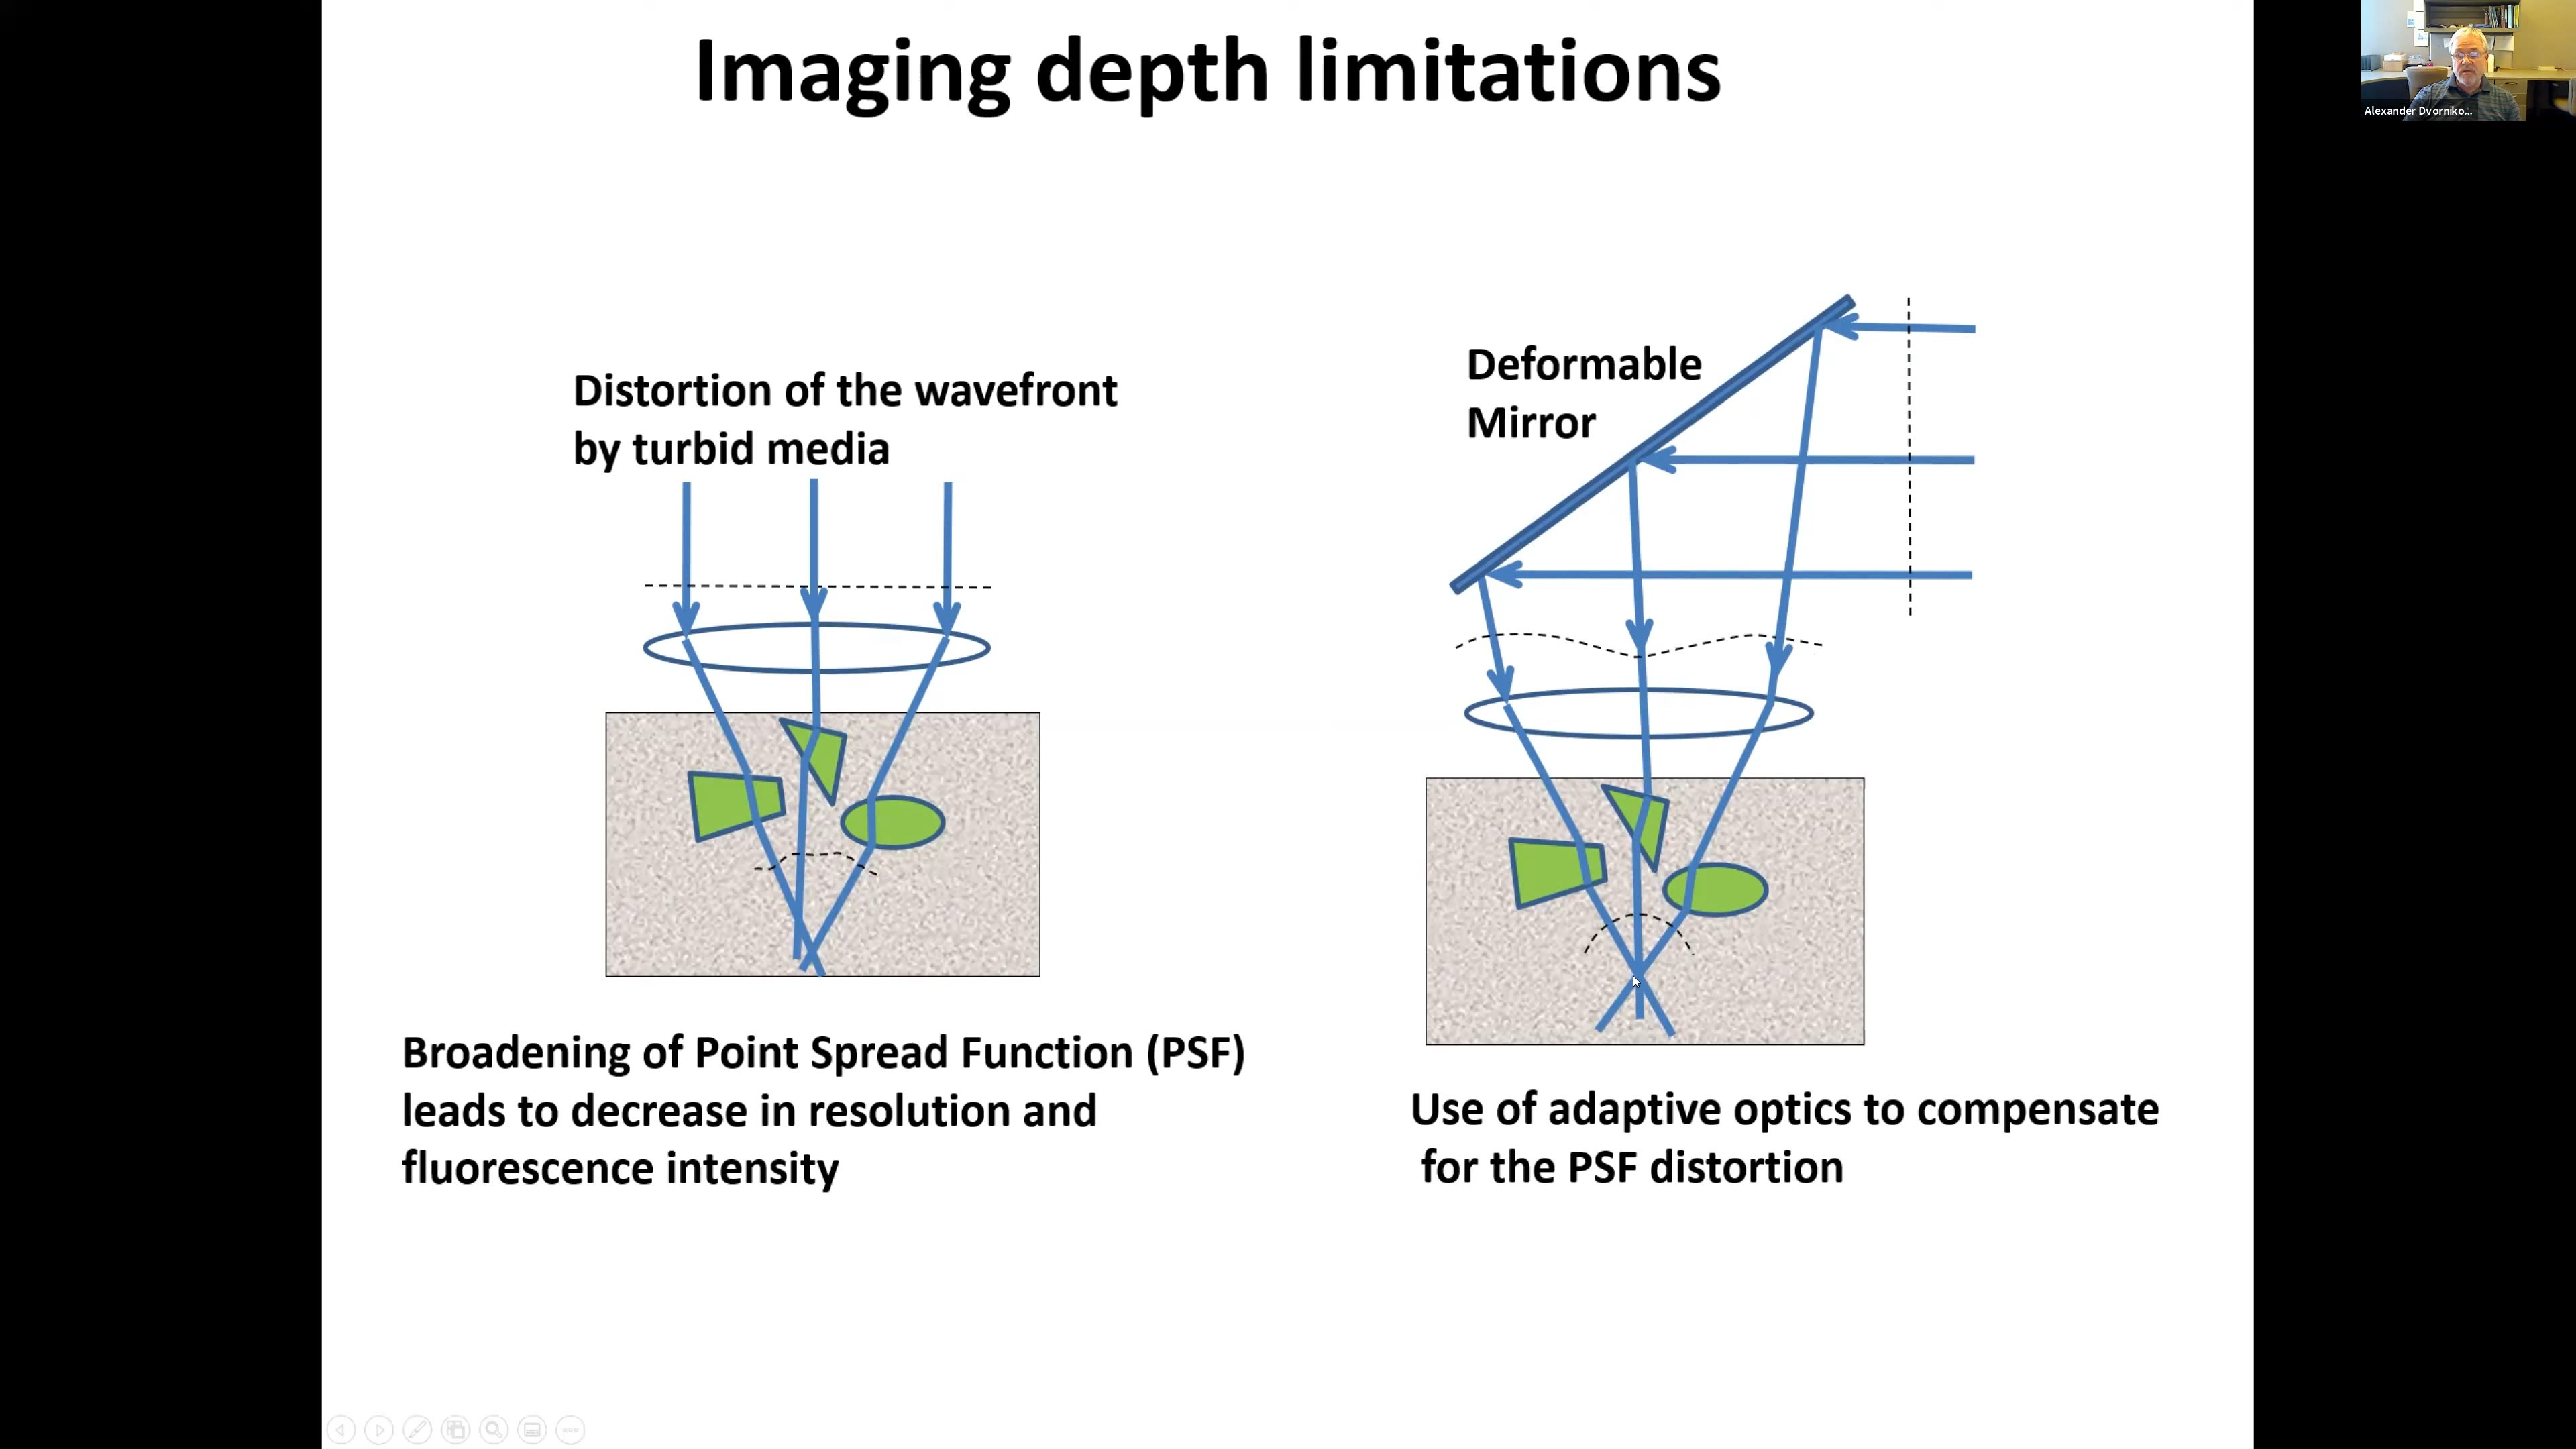 Imaging depth limitations
Alexander Dvorniko...
Distortion of the wavefront
by turbid media
Deformable
Mirror
Broadening of Point Spread Function (PSF)
leads to decrease in resolution and
fluorescence intensity
Use of adaptive optics to compensate
for the PSF distortion